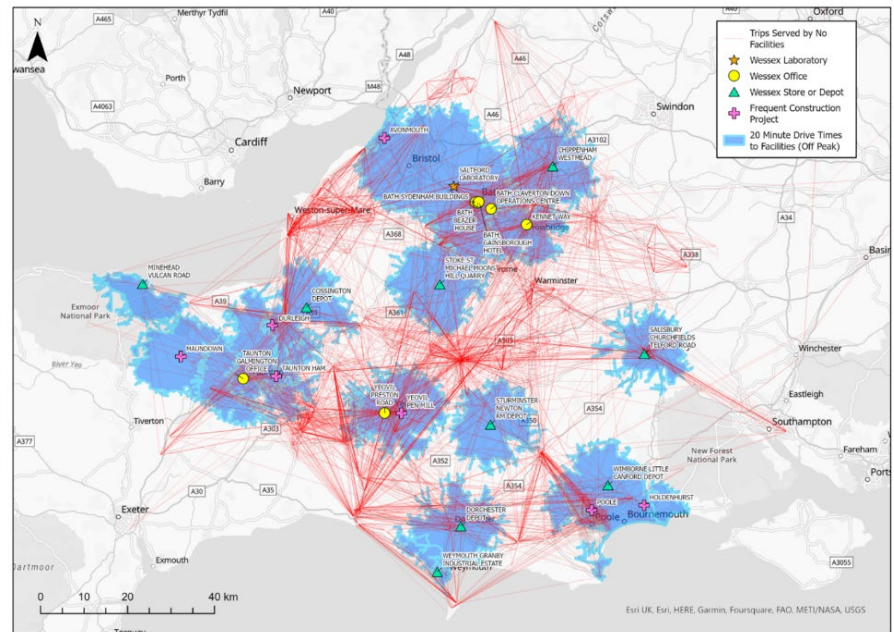 Merthyr Tydfil
A40
Oxford
A465
A48
Trips Served by No
Facilities
Wessex Laboratory
Wessex Office
Wessex Store or Depot
Frequent Construction
Project
20 Minute Drive Times
to Facilities (Off Peak)
N
wansea
Porth
Newport
M48
A46
Swindon
A4063
A46
AVONMOUTH
Cardiff
Bristol
A3102
CHIPPENHAM
WESTMEAD
Barry
SALTFORD
LABORATORY
BATH SYDENHAM BUILDINGS
BATH CLAVERTON DOWN
OPERATIONS CENTRE
A34
Weston-super-Mare
BATH
BEAZER
HOUSE
KENNET WAY
A368
BATH
GAINSBOROUGH
HOTEL
A338
Basin
MINEHEAD
VULCAN ROAD
STOKE ST
MICHAEL MOONS
HILL QUARRY
Warminster
Exmoor
National Park
A39
COSSINGTON
DEPOT
A361
DURLEIGH
MAUNDOWN
A303
SALISBURY
CHURCHFIELDS
TELFORD ROAD
Winchester
TAUNTON
GALMINGTON
OFFICE
TAUNTON HAM
YEOVIL
PRESTON
ROAD
YEOVIL
PEN MILL
STURMINSTER
NEWTON
RM DEPOT
A350
A354
Eastleigh
Tiverton
A303
Southampton
A377
Fareham
A352
New Forest
National Park
WIMBORNE LITTLE
CANFORD DEPOT
Ports
A30
A35
A354
POOLE
HOLDENHURST
Poole
Bournemouth
Exeter
DORCHESTER
DEPOT
Exmouth
Dartmoor
WEYMOUTH GRANBY
INDUSTRIAL ESTATE
Weymouth
A3055
0 20 40 km
Esri UK, Esri, HERE, Garmin, Foursquare, FAO, METI/NASA, USGS